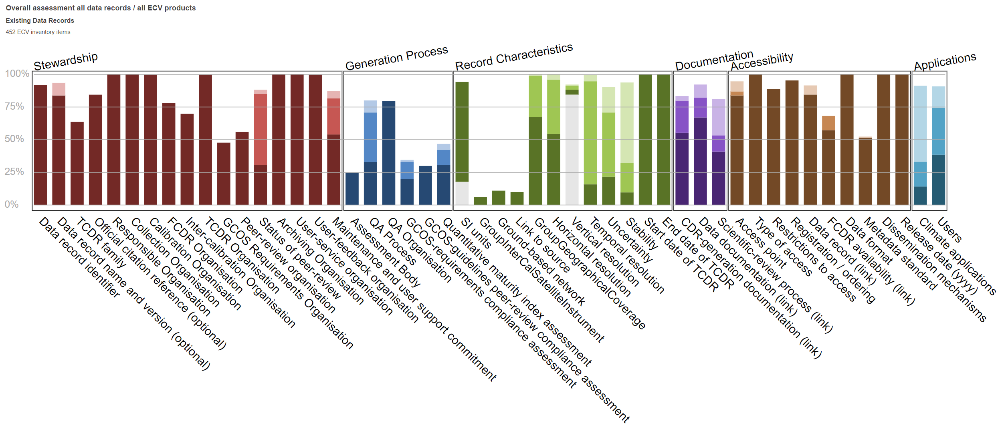 Overall assessment all data records / all ECV products
Existing Data Records
452 ECV inventory items
Stewardship
Generation Process
Record Characteristics
Documentation
Accessibility
Applications
100%
75%
50%
25%
0%
Data record identifier
Data record name and version (optional)
TCDR family
Official citation reference (optional)
Responsible Organisation
Collection Organisation
Calibration Organisation
FCDR Organisation
Inter-calibration Organisation
TCDR Organisation
GCOS Requirements Organisation
Peer-review organisation
Status of peer-review
Archiving Organisation
User-service organisation
User-feedback organisation
Maintenance and user support commitment
Assessment Body
QA Process
QA Organisation
GCOS-requirements compliance assessment
GCOS-guidelines peer-review compliance assessment
Quantitative maturity index assessment
SI units
GroupInterCalSatelliteInstrument
Ground-based network
Link to source
GroupGeographicalCoverage
Horizontal resolution
Vertical resolution
Temporal resolution
Uncertainty
Stability
Start date of TCDR
End date of TCDR
CDR-generation documentation (link)
Data documentation (link)
Scientific-review process (link)
Access point
Type of access
Restrictions to access
Registration / ordering
Data record (link)
FCDR availability (link)
Data format
Metadata standard
Dissemination mechanisms
Release date (yyyy)
Climate applications
Users